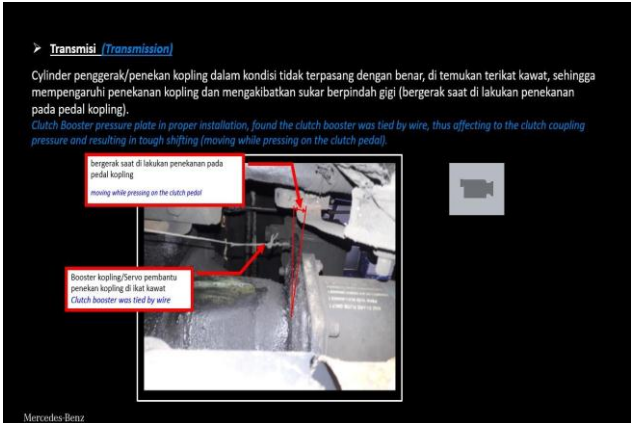 ➢ Transmisi (Transmission)
Cylinder penggerak/penekan kopling dalam kondisi tidak terpasang dengan benar, di temukan terikat kawat, sehingga
mempengaruhi penekanan kopling dan mengakibatkan sukar berpindah gigi (bergerak saat di lakukan penekanan
pada pedal kopling).
Clutch Booster pressure plate in proper installation, found the clutch booster was tied by wire, thus affecting to the clutch coupling
pressure and resulting in tough shifting (moving while pressing on the clutch pedal).
bergerak saat di lakukan penekanan pada
pedal kopling
moving while pressing on the clutch pedal
Booster kopling/Servo pembantu
penekan kopling di ikat kawat
Clutch booster was tied by wire
Mercedes-Benz